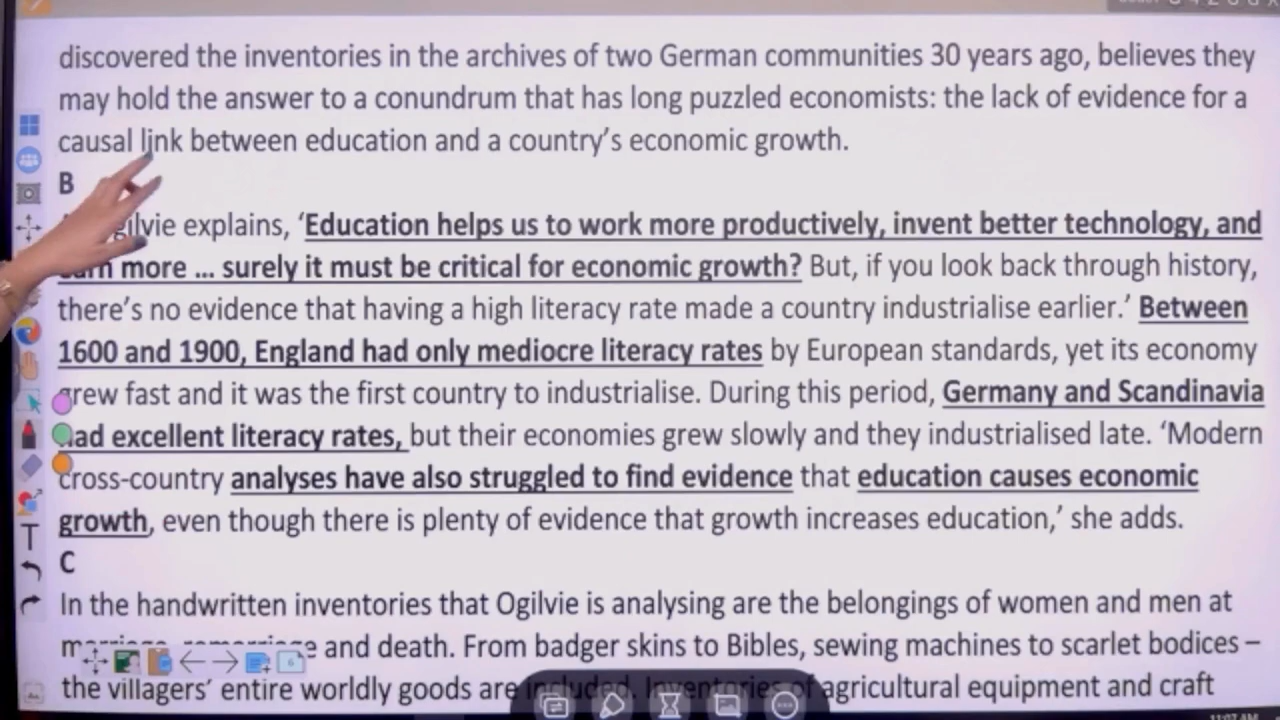 discovered the inventories in the archives of two German communities 30 years ago, believes they
may hold the answer to a conundrum that has long puzzled economists: the lack of evidence for a
causal link between education and a country's economic growth.
B
gilvie explains, 'Education helps us to work more productively, invent better technology, and
more ... surely it must be critical for economic growth? But, if you look back through history,
there's no evidence that having a high literacy rate made a country industrialise earlier.' Between
1600 and 1900, England had only mediocre literacy rates by European standards, yet its economy
grew fast and it was the first country to industrialise. During this period, Germany and Scandinavia
had excellent literacy rates, but their economies grew slowly and they industrialised late. 'Modern
cross-country analyses have also struggled to find evidence that education causes economic
growth, even though there is plenty of evidence that growth increases education,' she adds.
C
In the handwritten inventories that Ogilvie is analysing are the belongings of women and men at
and death. From badger skins to Bibles, sewing machines to scarlet bodices –
the villagers' entire worldly goods are included. Inventories of agricultural equipment and craft